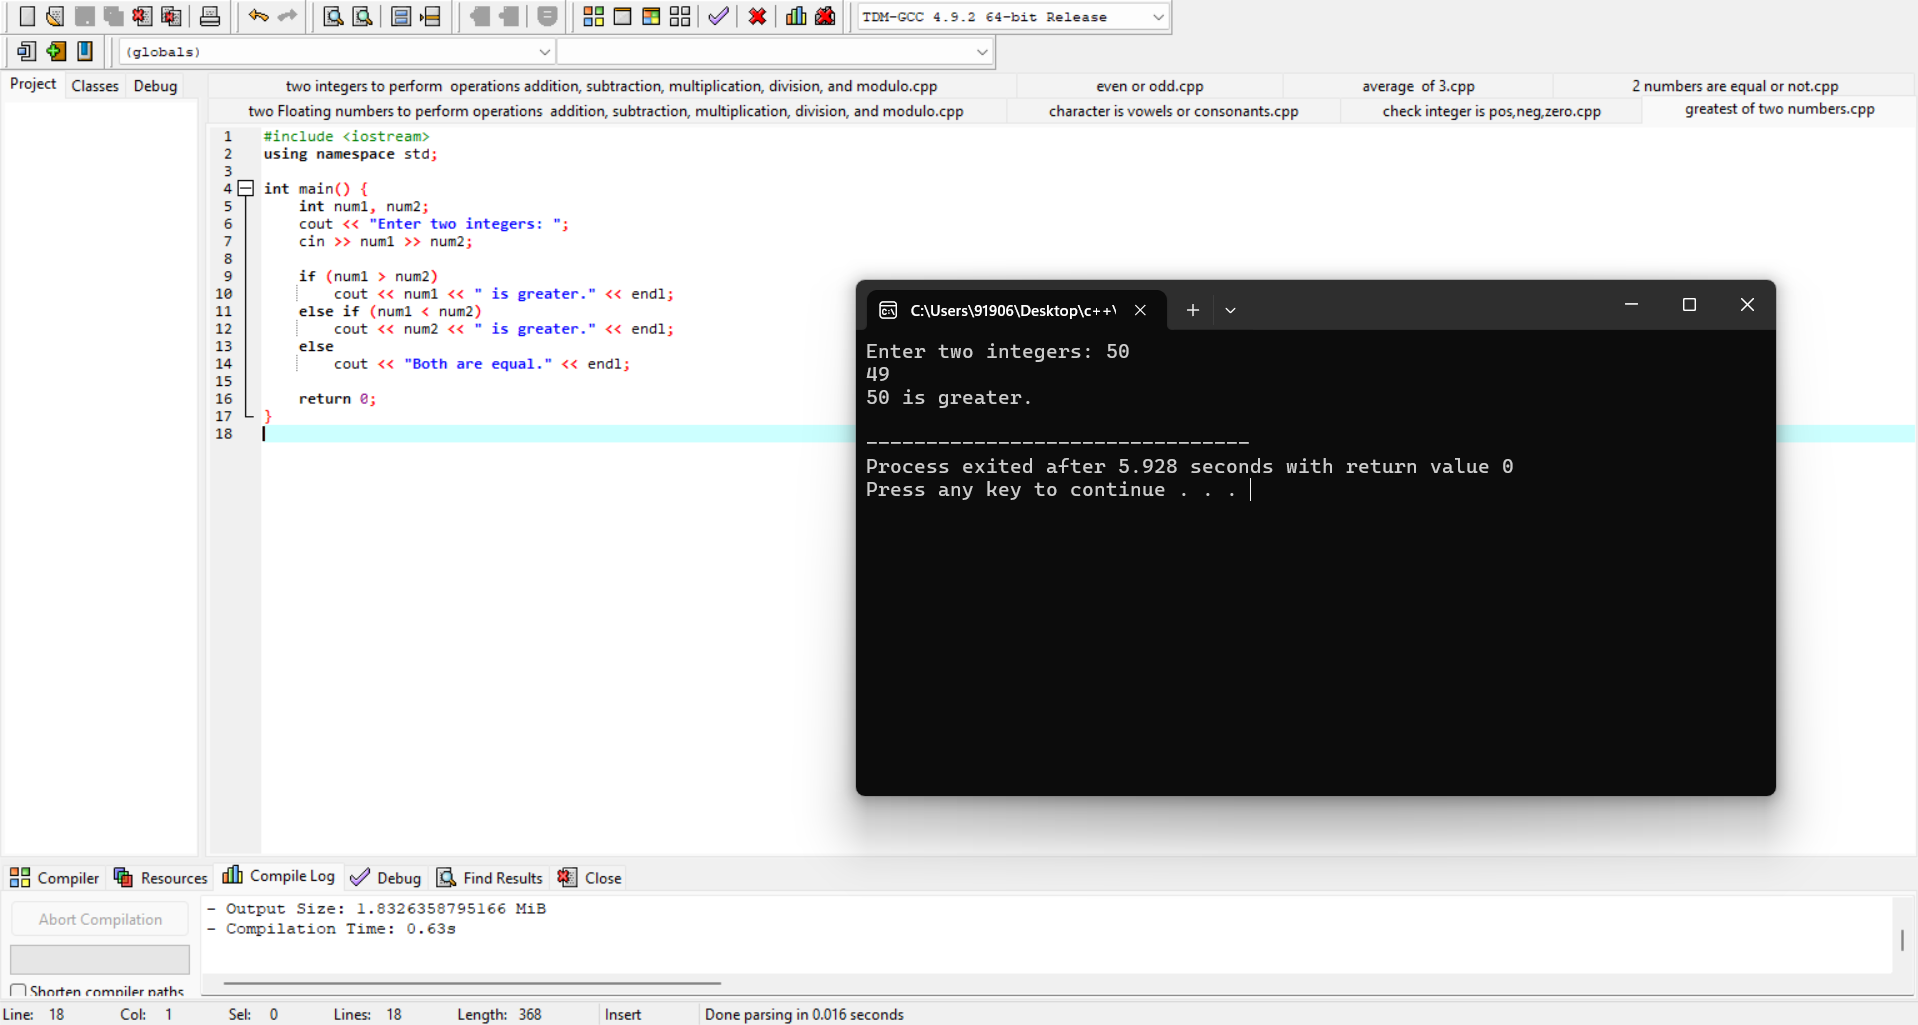 TDM-GCC 4.9.2 64-bit Release
(globals)
Project Classes Debug
two integers to perform  operations addition, subtraction, multiplication, division, and modulo.cpp
even or odd.cpp
average  of 3.cpp
2 numbers are equal or not.cpp
two Floating numbers to perform operations  addition, subtraction, multiplication, division, and modulo.cpp
character is vowels or consonants.cpp
check integer is pos,neg,zero.cpp
greatest of two numbers.cpp
1 #include <iostream>
2 using namespace std;
3
4 int main() {
5     int num1, num2;
6     cout << "Enter two integers: ";
7     cin >> num1 >> num2;
8
9     if (num1 > num2)
10         cout << num1 << " is greater." << endl;
11     else if (num1 < num2)
12         cout << num2 << " is greater." << endl;
13     else
14         cout << "Both are equal." << endl;
15
16     return 0;
17 }
18
C:\Users\91906\Desktop\c++\
Enter two integers: 50
49
50 is greater.
--------------------------------
Process exited after 5.928 seconds with return value 0
Press any key to continue . . .
Compiler Resources Compile Log Debug Find Results Close
Abort Compilation
Shorten compiler paths
- Output Size: 1.8326358795166 MiB
- Compilation Time: 0.63s
Line: 18 Col: 1 Sel: 0 Lines: 18 Length: 368 Insert Done parsing in 0.016 seconds